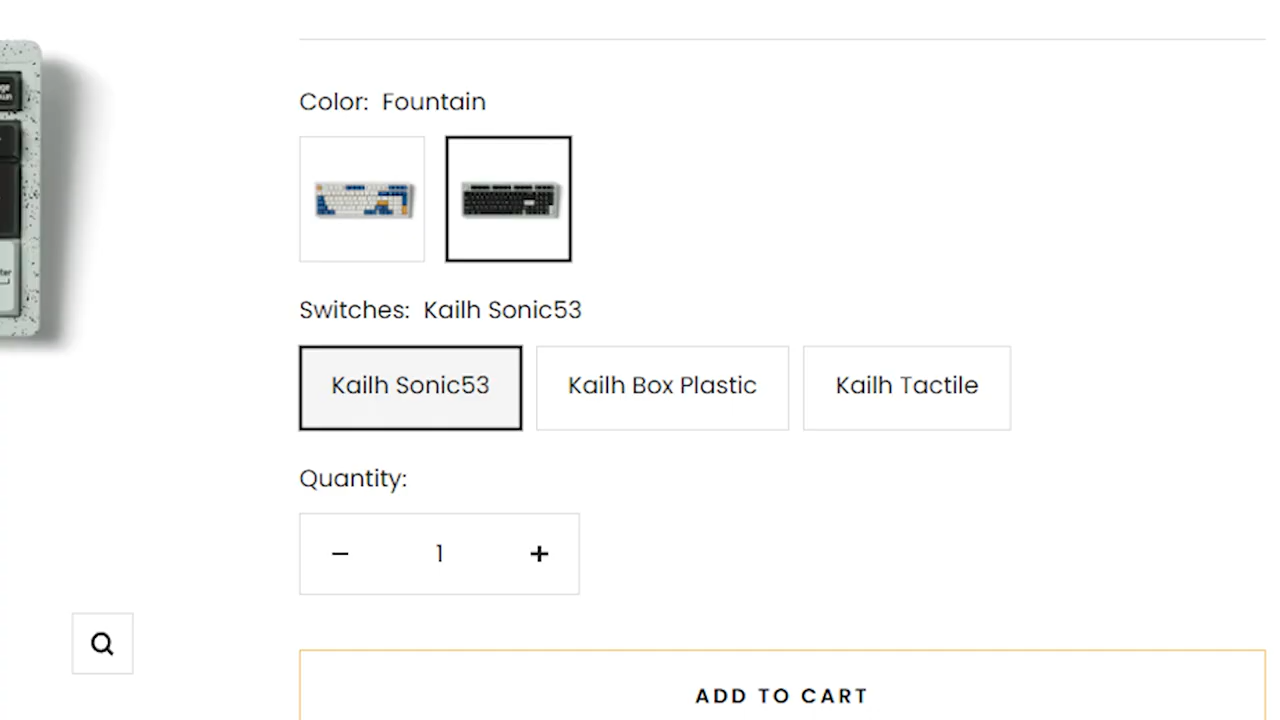 Color: Fountain
Switches: Kailh Sonic53
Kailh Sonic53
Kailh Box Plastic
Kailh Tactile
Quantity:
− 1 +
ADD TO CART